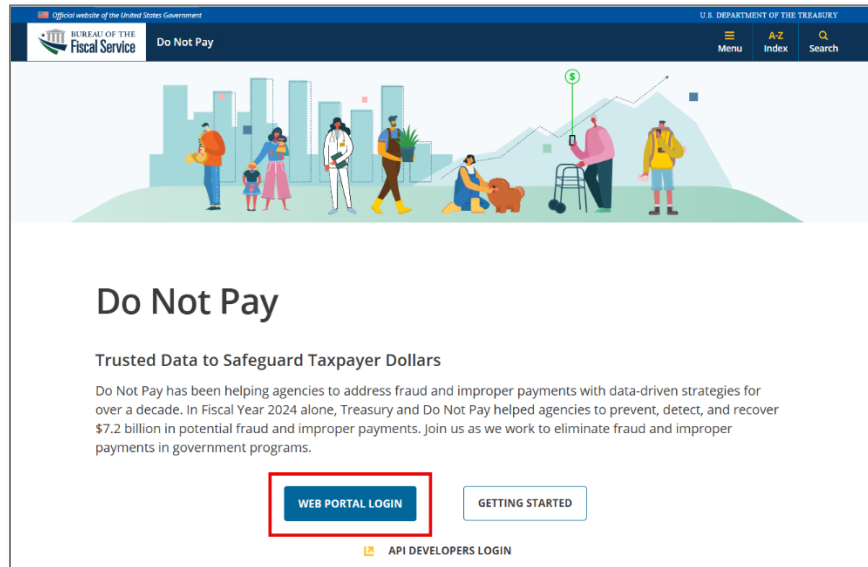 Official website of the United States Government
U.S. DEPARTMENT OF THE TREASURY
BUREAU OF THE
Fiscal Service
Do Not Pay
Menu
A-Z
Index
Search
$
Do Not Pay
Trusted Data to Safeguard Taxpayer Dollars
Do Not Pay has been helping agencies to address fraud and improper payments with data-driven strategies for
over a decade. In Fiscal Year 2024 alone, Treasury and Do Not Pay helped agencies to prevent, detect, and recover
$7.2 billion in potential fraud and improper payments. Join us as we work to eliminate fraud and improper
payments in government programs.
WEB PORTAL LOGIN
GETTING STARTED
API DEVELOPERS LOGIN